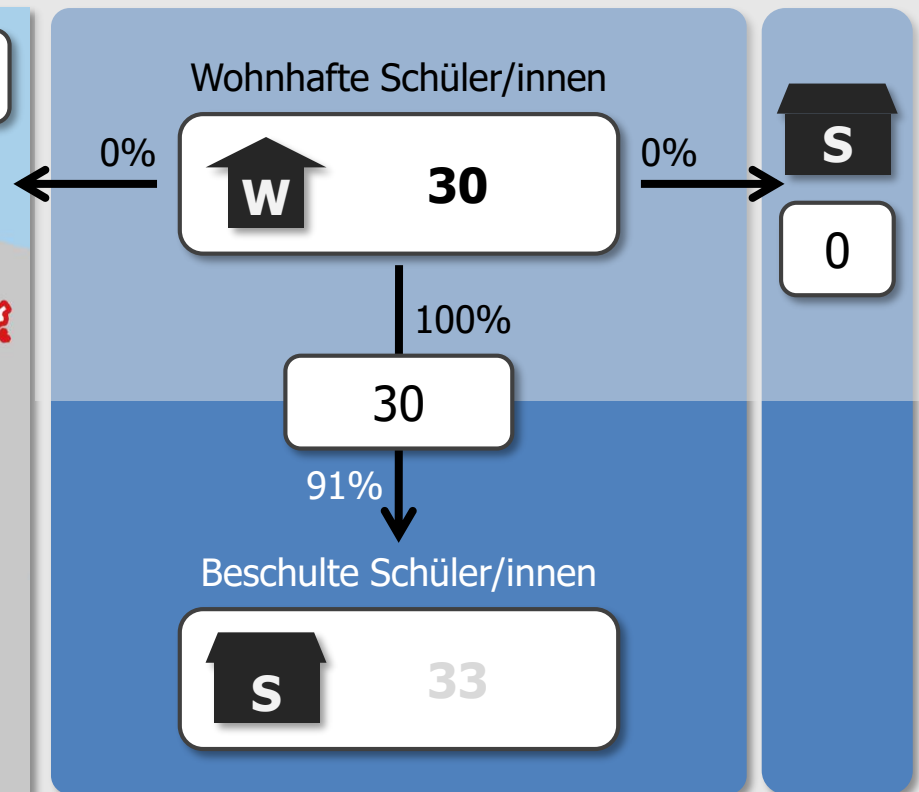 Wohnhafte Schüler/innen
0%
W
30
0%
S
0
100%
30
91%
Beschulte Schüler/innen
S
33